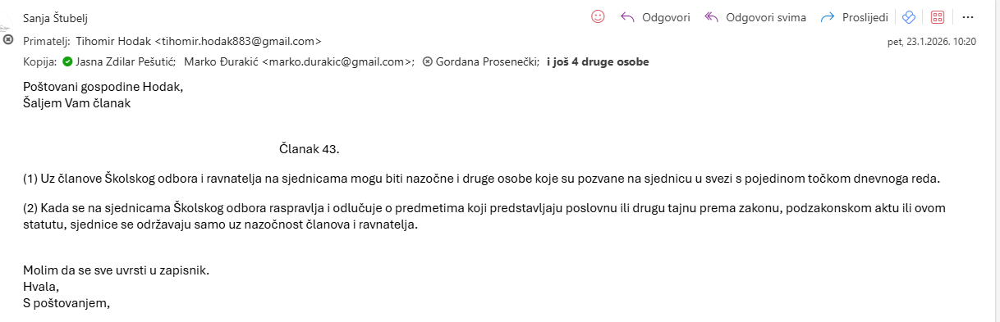 Sanja Štubelj
Odgovori
Odgovori svima
Proslijedi
Primatelj: Tihomir Hodak <tihomir.hodak883@gmail.com>
pet, 23.1.2026. 10:20
Kopija: Jasna Zdilar Pešutić; Marko Đurakić <marko.durakic@gmail.com>; Gordana Prosenečki; i još 4 druge osobe
Poštovani gospodine Hodak,
Šaljem Vam članak
Članak 43.
(1) Uz članove Školskog odbora i ravnatelja na sjednicama mogu biti nazočne i druge osobe koje su pozvane na sjednicu u svezi s pojedinom točkom dnevnoga reda.
(2) Kada se na sjednicama Školskog odbora raspravlja i odlučuje o predmetima koji predstavljaju poslovnu ili drugu tajnu prema zakonu, podzakonskom aktu ili ovom
statutu, sjednice se održavaju samo uz nazočnost članova i ravnatelja.
Molim da se sve uvrsti u zapisnik.
Hvala,
S poštovanjem,